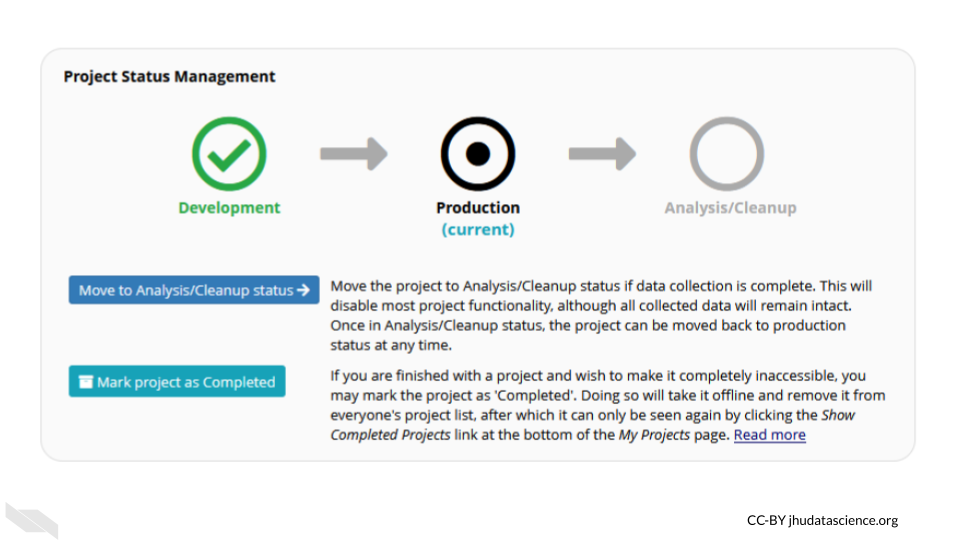 Project Status Management
Development
Production
(current)
Analysis/Cleanup
Move to Analysis/Cleanup status
Move the project to Analysis/Cleanup status if data collection is complete. This will
disable most project functionality, although all collected data will remain intact.
Once in Analysis/Cleanup status, the project can be moved back to production
status at any time.
Mark project as Completed
If you are finished with a project and wish to make it completely inaccessible, you
may mark the project as 'Completed'. Doing so will take it offline and remove it from
everyone's project list, after which it can only be seen again by clicking the Show
Completed Projects link at the bottom of the My Projects page. Read more
CC-BY jhudatascience.org